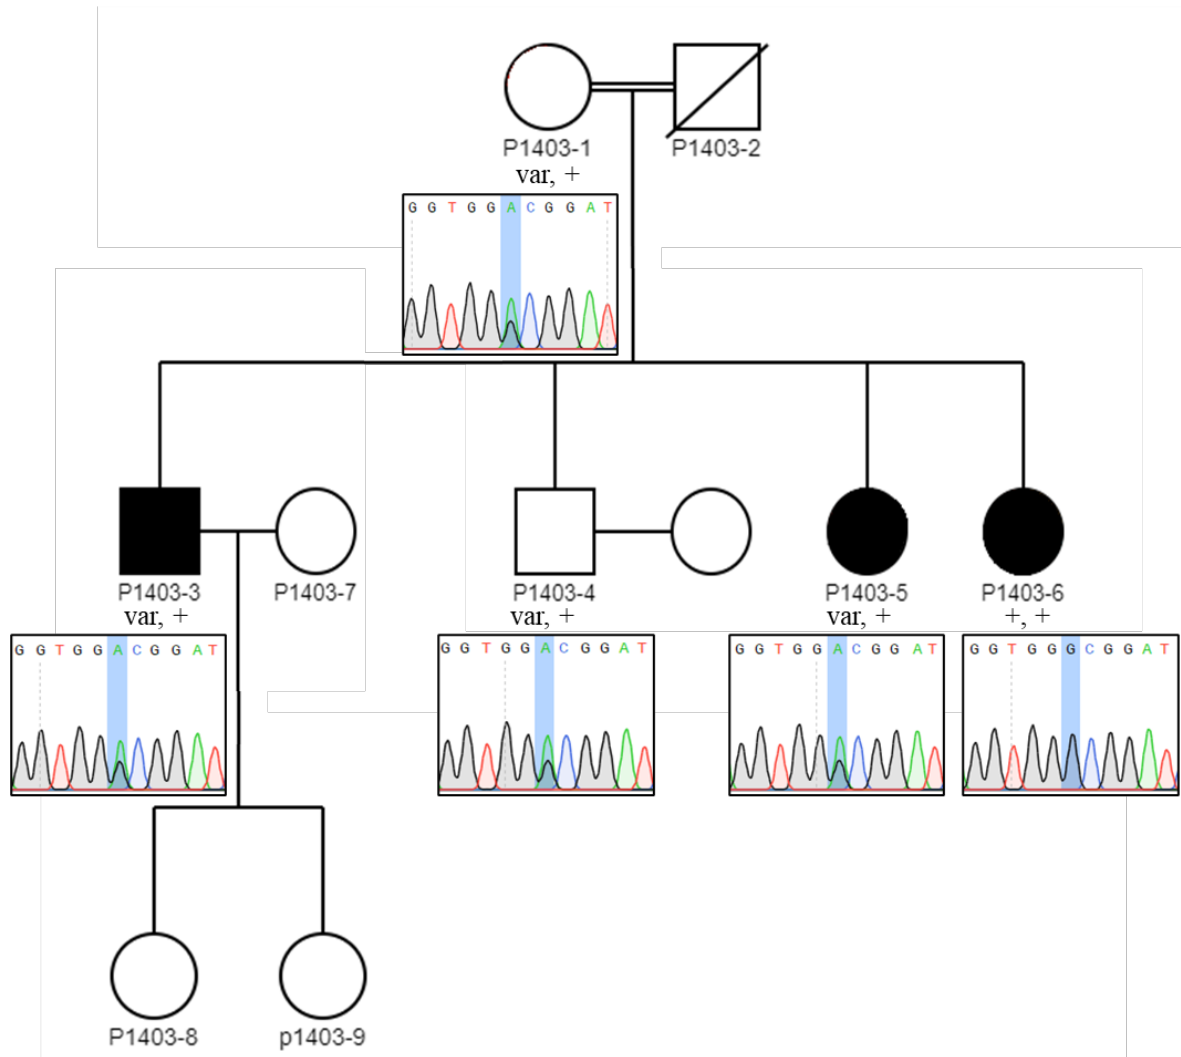 P1403-1 P1403-2
var, +
G G T G G A C G G A T
P1403-3 P1403-7 P1403-4 P1403-5 P1403-6
var, + var, + var, + +, +
G G T G G A C G G A T G G T G G A C G G A T G G T G G A C G G A T G G T G G G C G G A T
P1403-8 p1403-9